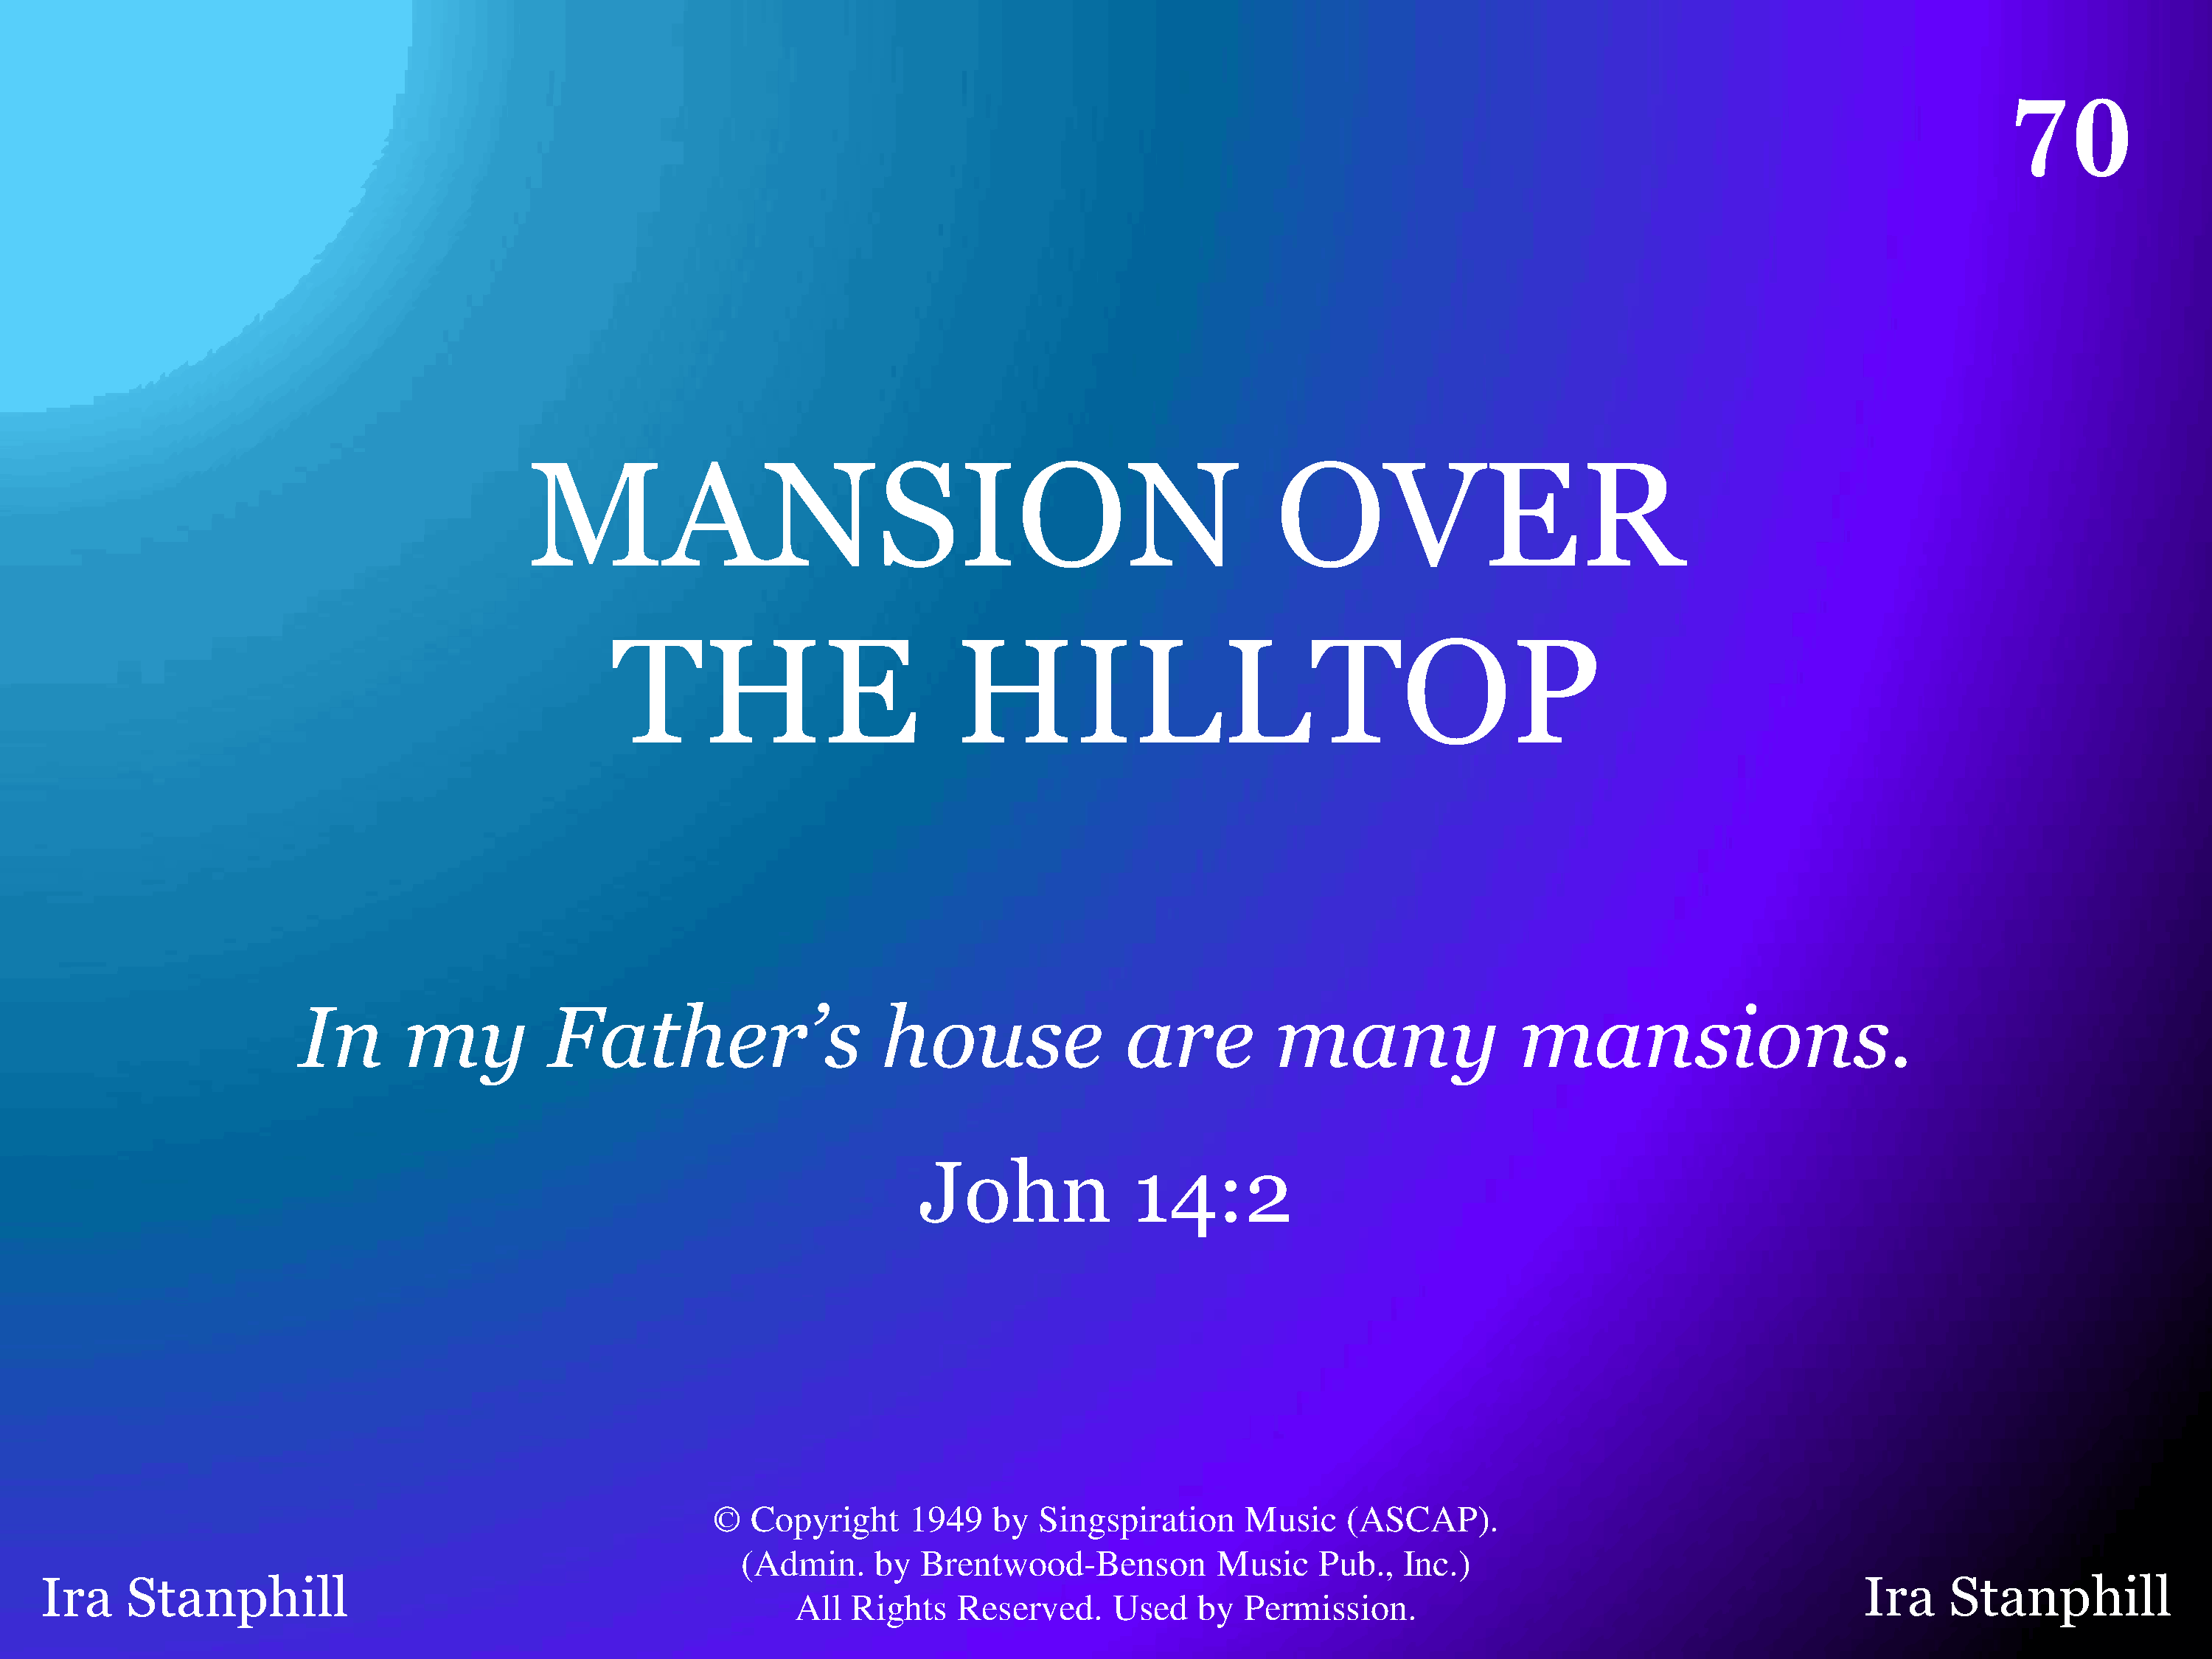 70
MANSION OVER
THE HILLTOP
In my Father’s house are many mansions.
John 14:2
© Copyright 1949 by Singspiration Music (ASCAP).
(Admin. by Brentwood-Benson Music Pub., Inc.)
All Rights Reserved. Used by Permission.
Ira Stanphill
Ira Stanphill